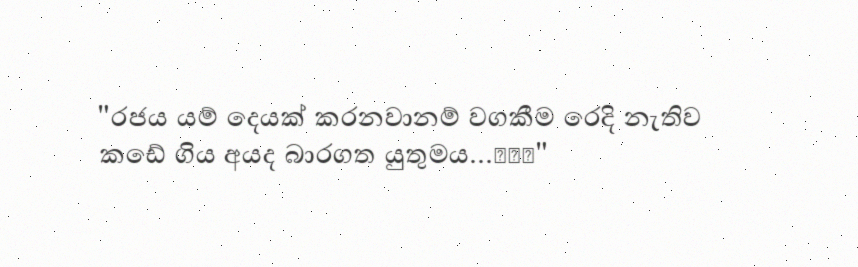 "රජය යම් දෙයක් කරනවානම් වගකීම රෙදි නැතිව
කඩේ ගිය අයද බාරගත යුතුමය..."